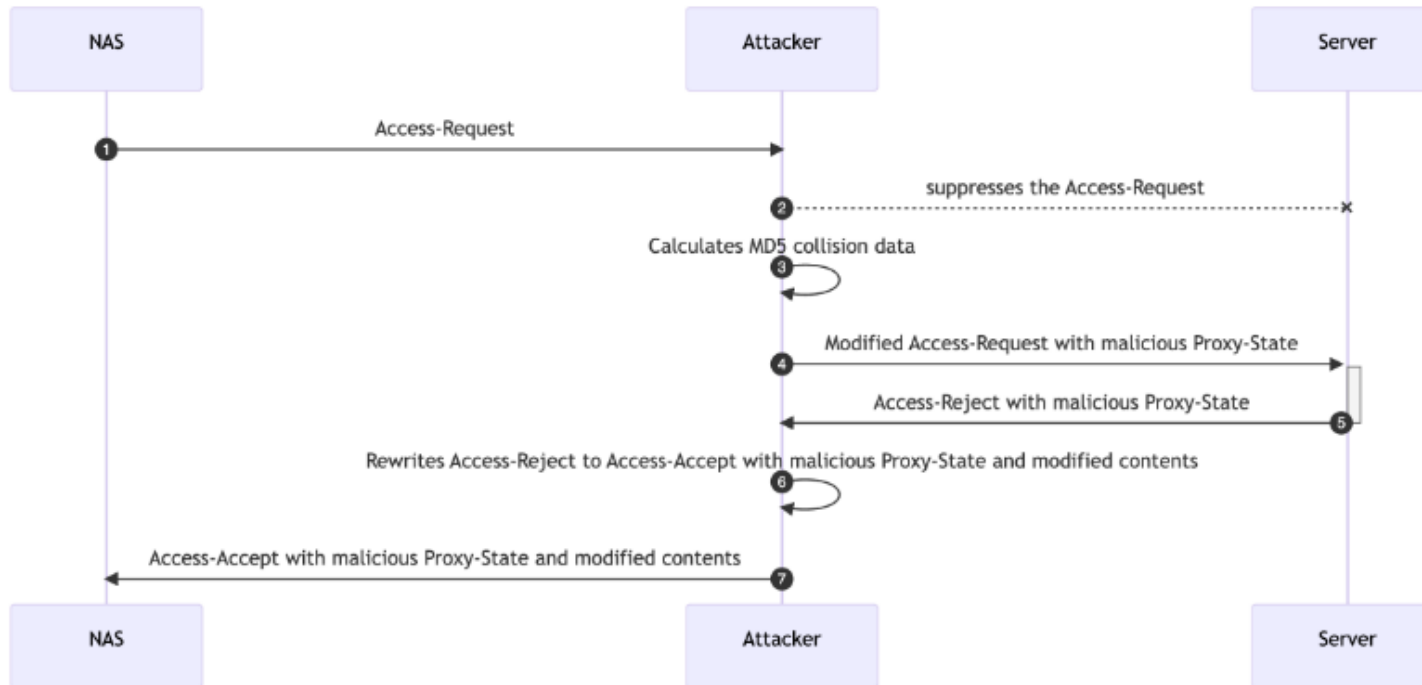 NAS
Attacker
Server
Access-Request
1
suppresses the Access-Request
2
Calculates MD5 collision data
3
Modified Access-Request with malicious Proxy-State
4
Access-Reject with malicious Proxy-State
5
Rewrites Access-Reject to Access-Accept with malicious Proxy-State and modified contents
6
Access-Accept with malicious Proxy-State and modified contents
7
NAS
Attacker
Server